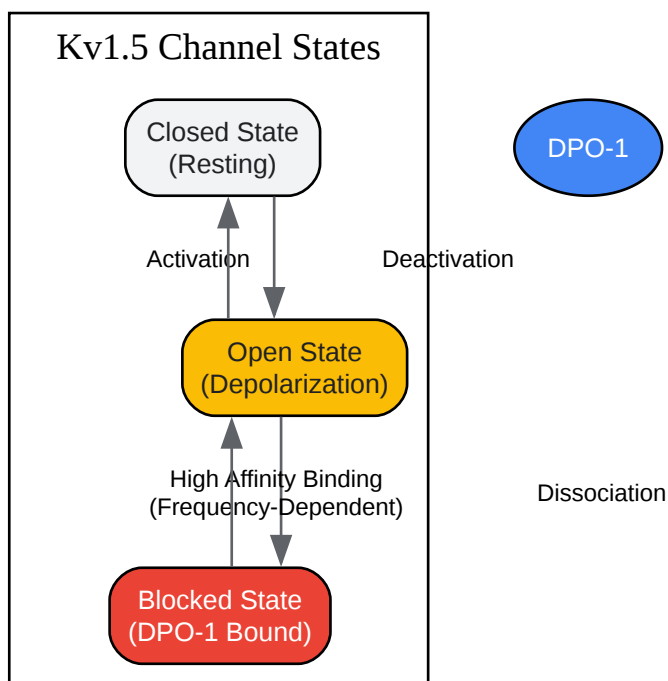 Kv1.5 Channel States
Closed State
(Resting)
DPO-1
Activation
Deactivation
Open State
(Depolarization)
High Affinity Binding
(Frequency-Dependent)
Dissociation
Blocked State
(DPO-1 Bound)